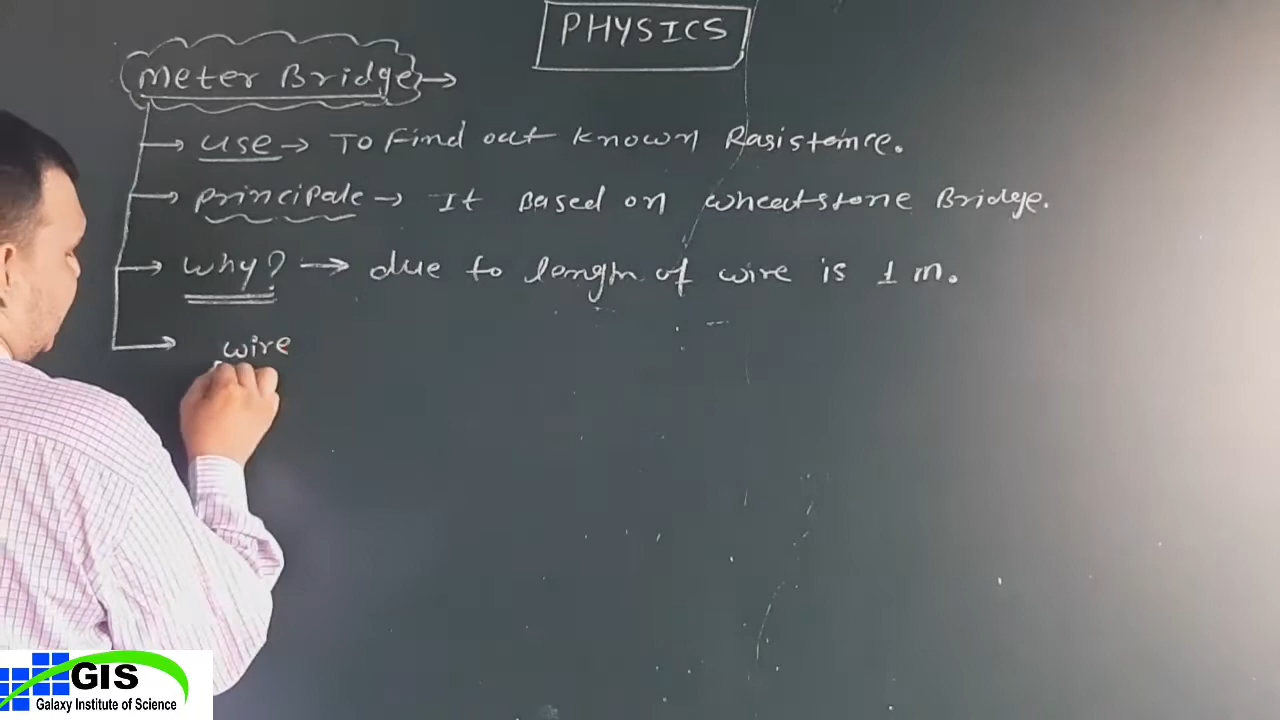 PHYSICS
Meter Bridge →
→ use → To Find out known Rasistance.
→ principale → It Based on wheatstone Bridge.
→ why? → due to length of wire is 1 m.
→ wire
GIS
Galaxy Institute of Science